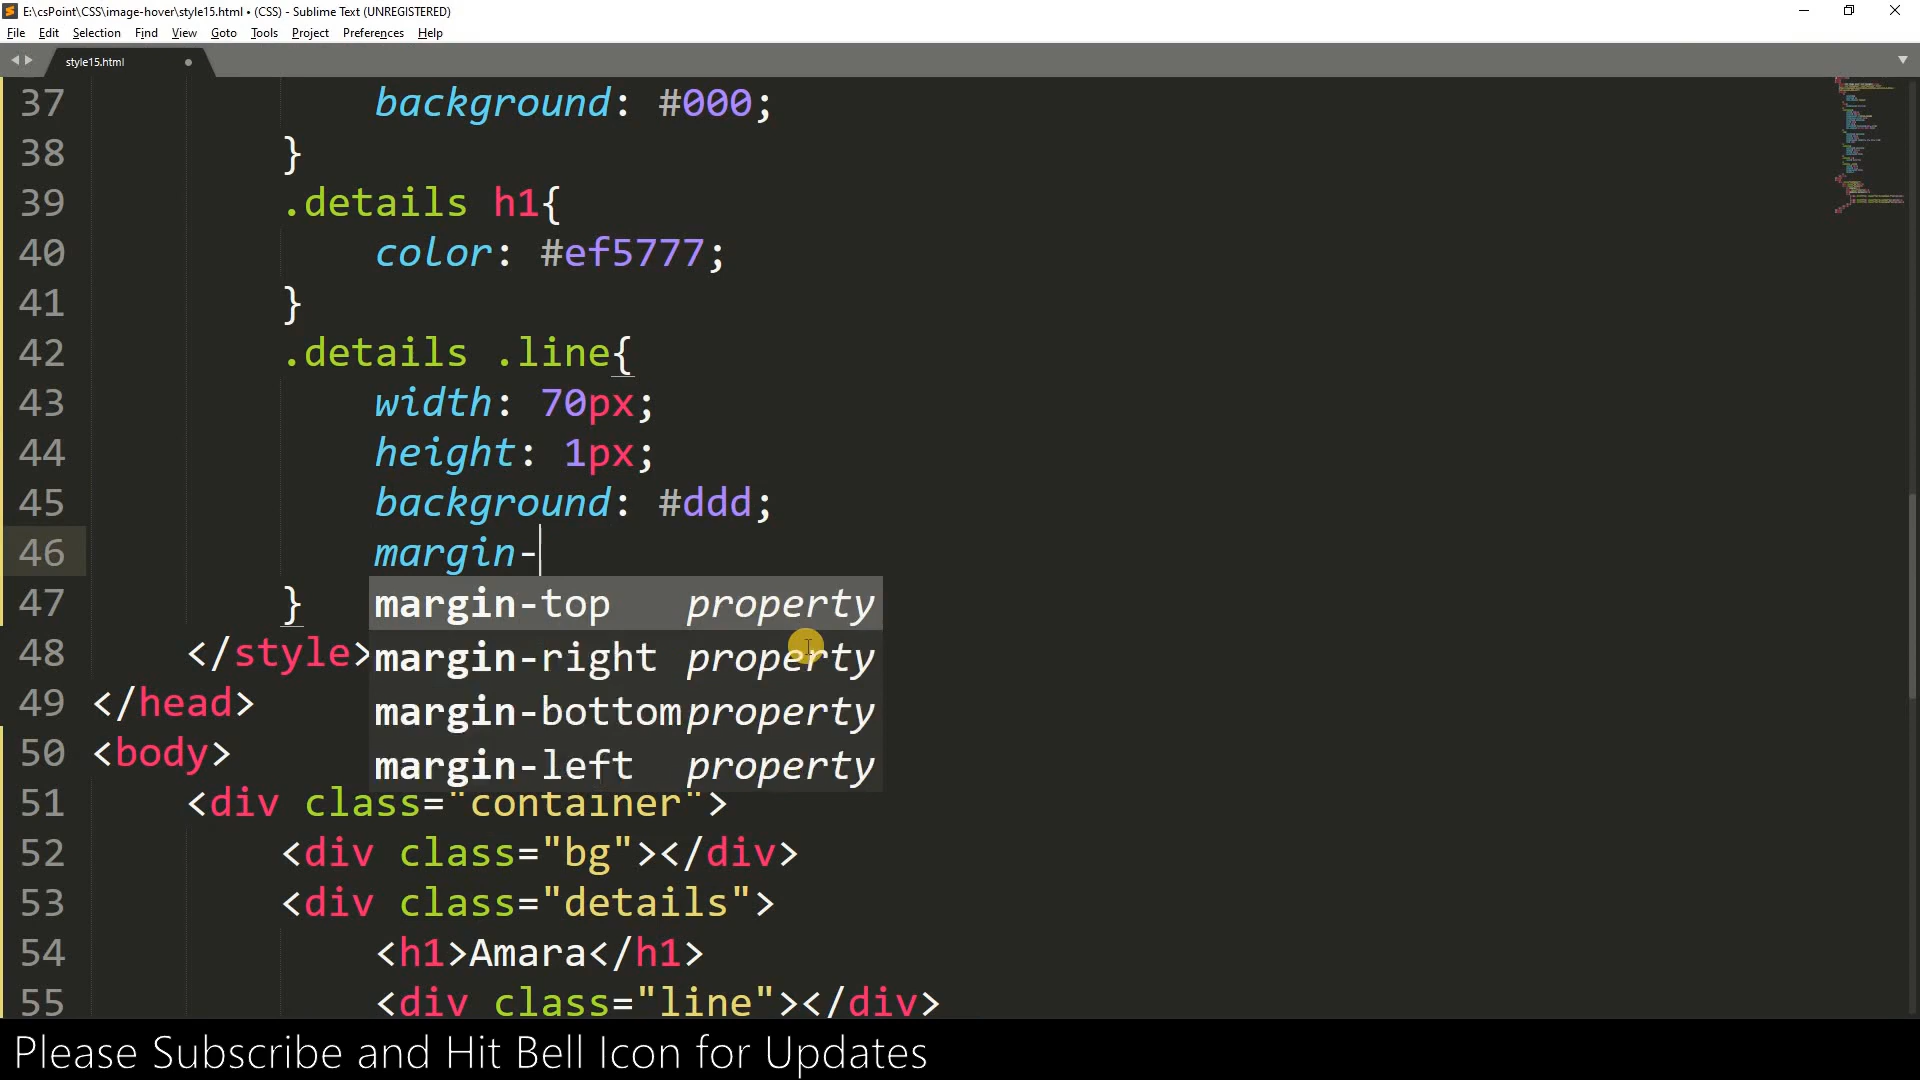 E:\csPoint\CSS\image-hover\style15.html • (CSS) - Sublime Text (UNREGISTERED)
File Edit Selection Find View Goto Tools Project Preferences Help
style15.html
37 background: #000;
38 }
39 .details h1{
40 color: #ef5777;
41 }
42 .details .line{
43 width: 70px;
44 height: 1px;
45 background: #ddd;
46 margin-
47 }
margin-top property
48 </style>
margin-right property
49 </head>
margin-bottom property
50 <body>
margin-left property
51 <div class="container">
52 <div class="bg"></div>
53 <div class="details">
54 <h1>Amara</h1>
55 <div class="line"></div>
Please Subscribe and Hit Bell Icon for Updates